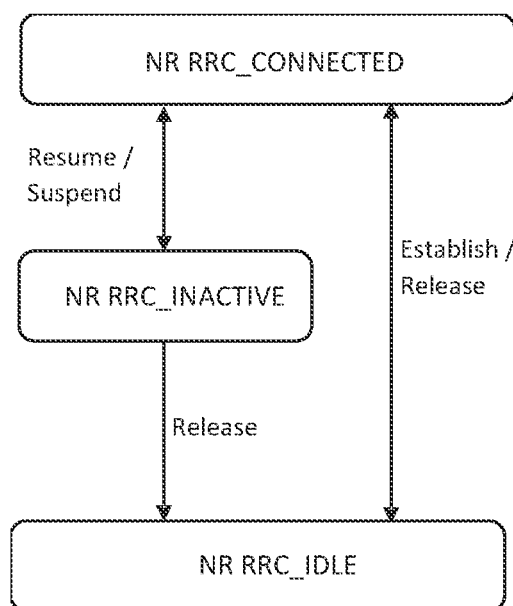 NR RRC_CONNECTED
Resume /
Suspend
Establish /
Release
NR RRC_INACTIVE
Release
NR RRC_IDLE